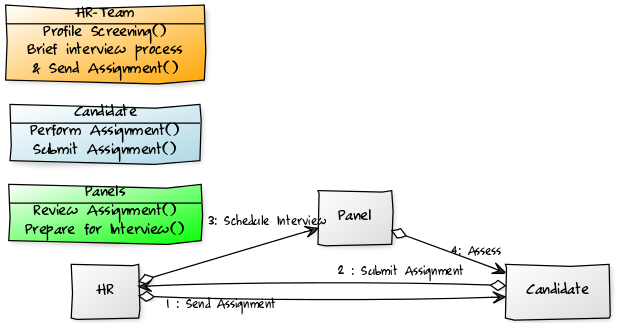 HR-Team
Profile Screening()
Brief interview process
& Send Assignment()
Candidate
Perform Assignment()
Submit Assignment()
Panels
Review Assignment()
Prepare for Interview()
3: Schedule Interview
Panel
4: Assess
2 : Submit Assignment
HR
Candidate
1 : Send Assignment